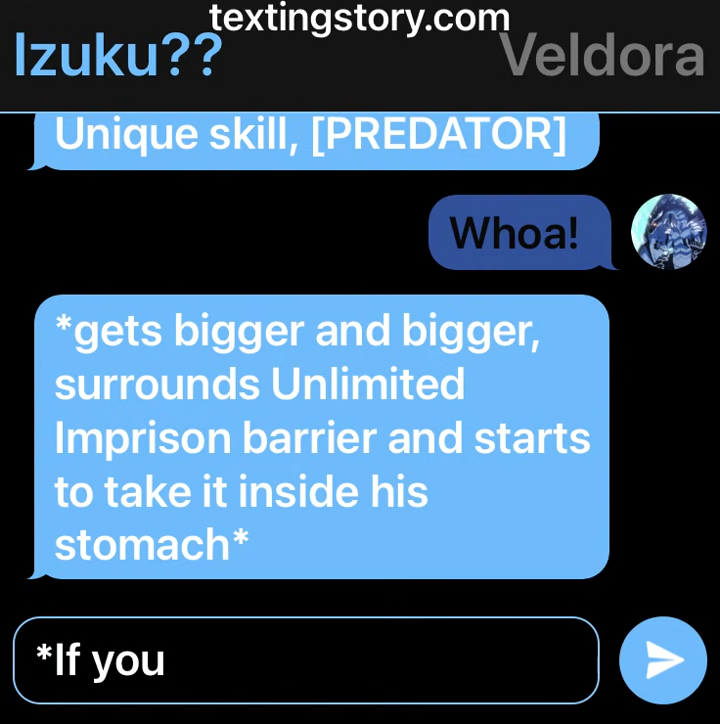 textingstory.com
Izuku?? Veldora
Unique skill, [PREDATOR]
Whoa!
*gets bigger and bigger,
surrounds Unlimited
Imprison barrier and starts
to take it inside his
stomach*
*If you